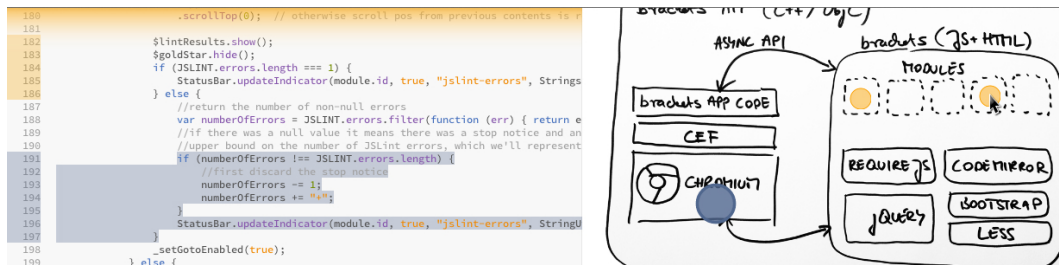 180 .scrollTop(0); // otherwise scroll pos from previous contents is r
181
182 $lintResults.show();
183 $goldStar.hide();
184 if (JSLINT.errors.length === 1) {
185 StatusBar.updateIndicator(module.id, true, "jslint-errors", Strings
186 } else {
187 //return the number of non-null errors
188 var numberOfErrors = JSLINT.errors.filter(function (err) { return e
189 //if there was a null value it means there was a stop notice and an
190 //upper bound on the number of JSLint errors, which we'll represent
191 if (numberOfErrors !== JSLINT.errors.length) {
192 //first discard the stop notice
193 numberOfErrors -= 1;
194 numberOfErrors += "+";
195 }
196 StatusBar.updateIndicator(module.id, true, "jslint-errors", StringU
197 }
198 _setGotoEnabled(true);
199 } else {
brackets API (C++ / ObjC)
ASYNC API
brackets (JS + HTML)
MODULES
brackets APP CODE
CEF
CHROMIUM
REQUIREJS
CODEMIRROR
jQUERY
BOOTSTRAP
LESS